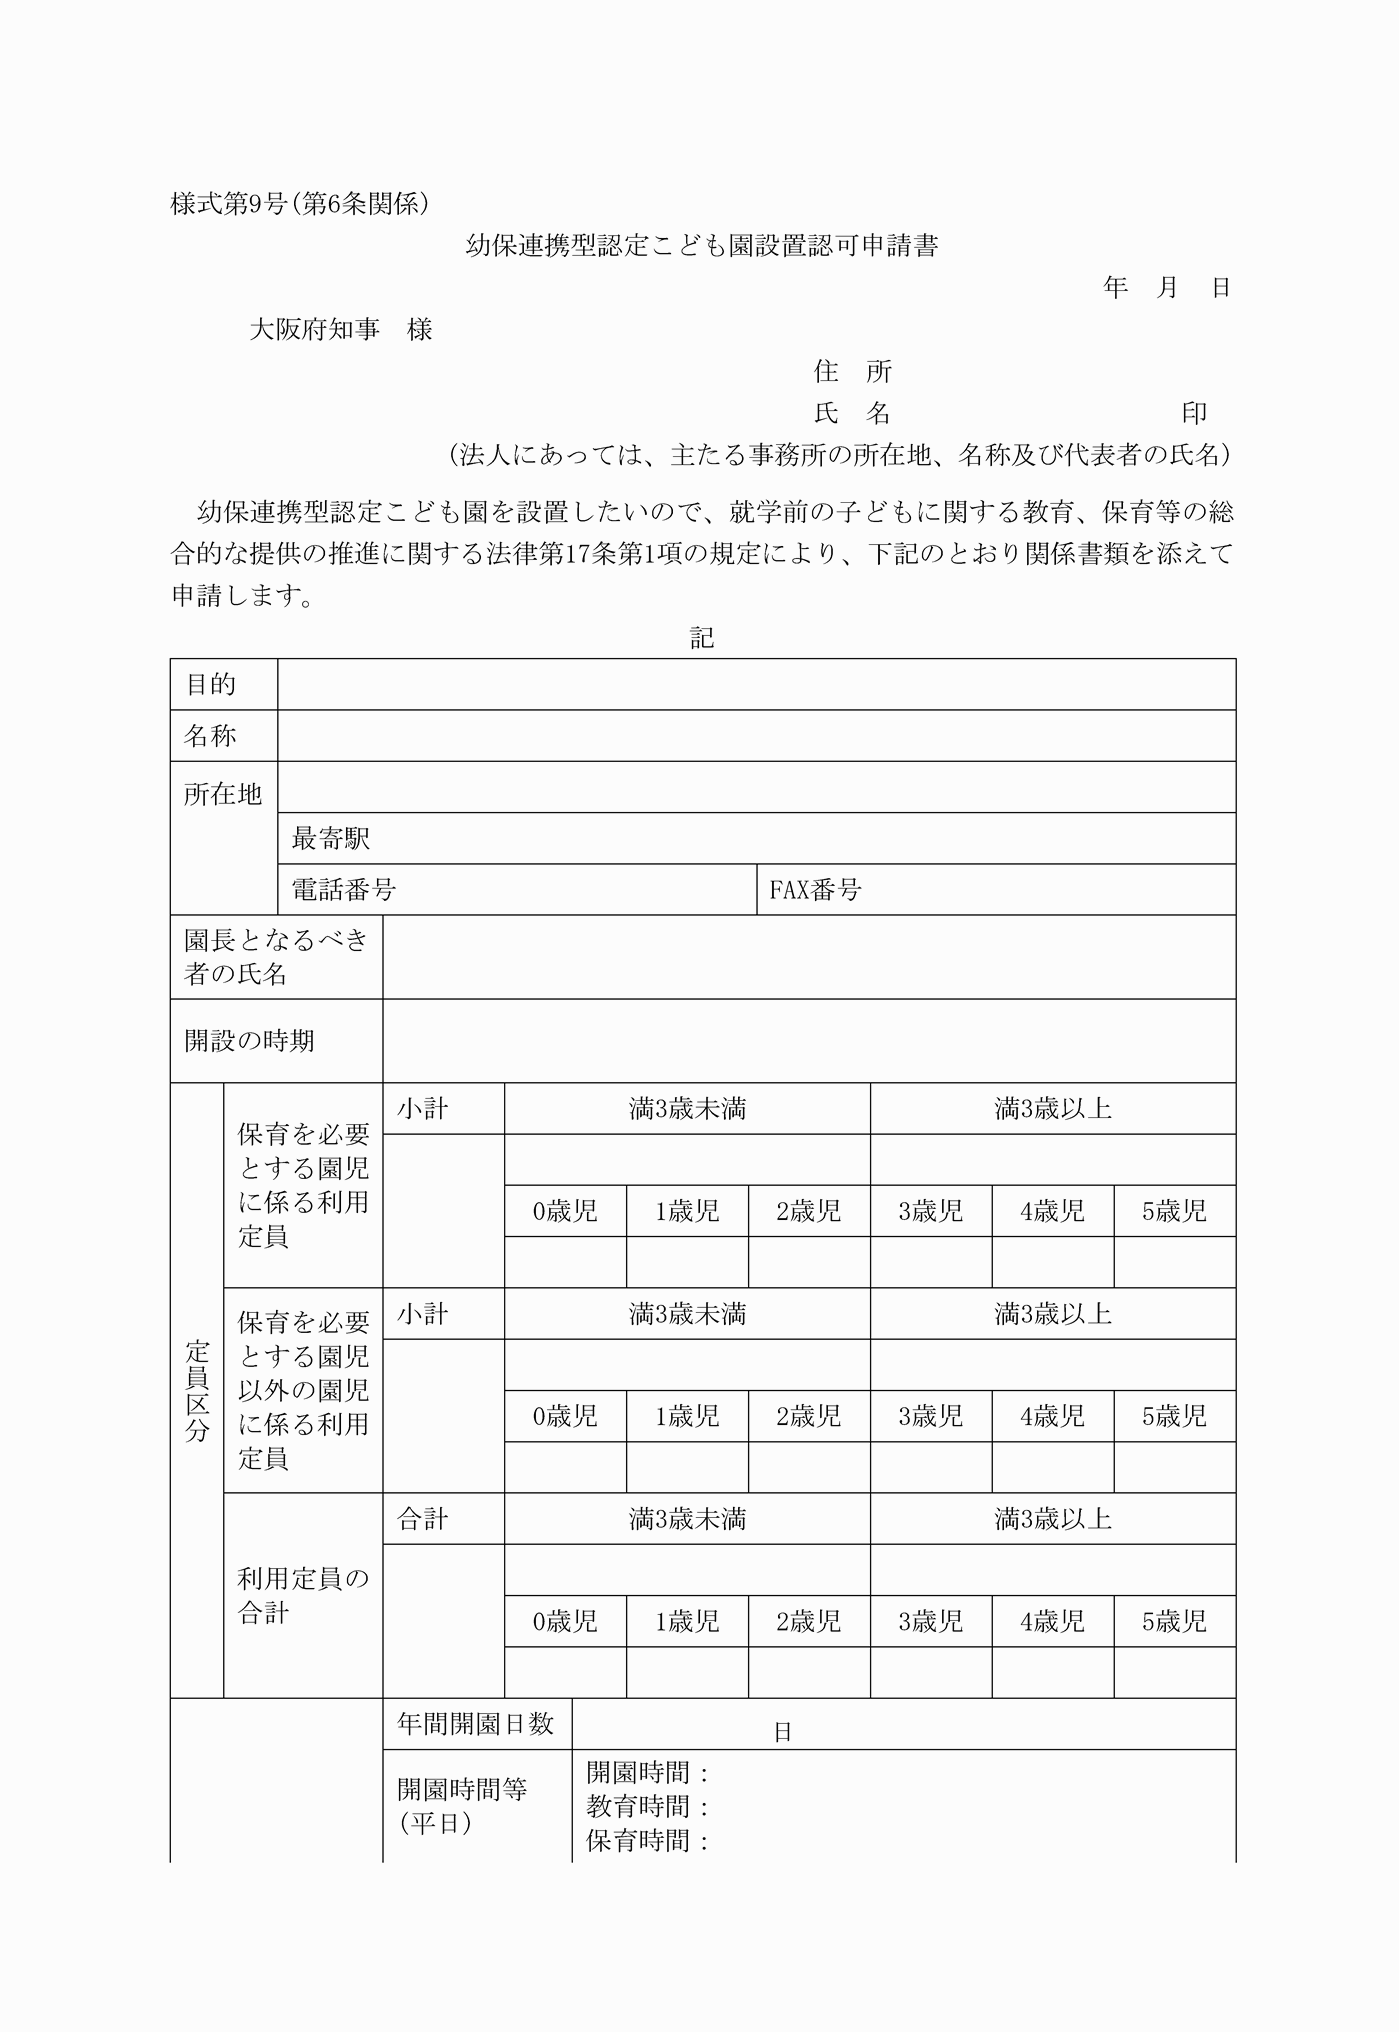 様式第9号(第6条関係)
幼保連携型認定こども園設置認可申請書
年　月　日
大阪府知事　様
住　所
氏　名　　　　　　　　　　　印
(法人にあっては、主たる事務所の所在地、名称及び代表者の氏名)
幼保連携型認定こども園を設置したいので、就学前の子どもに関する教育、保育等の総
合的な提供の推進に関する法律第17条第1項の規定により、下記のとおり関係書類を添えて
申請します。
記
目的
名称
所在地
最寄駅
電話番号　FAX番号
園長となるべき
者の氏名
開設の時期
定員区分
保育を必要
とする園児
に係る利用
定員
小計　満3歳未満　満3歳以上
0歳児　1歳児　2歳児　3歳児　4歳児　5歳児
保育を必要
とする園児
以外の園児
に係る利用
定員
小計　満3歳未満　満3歳以上
0歳児　1歳児　2歳児　3歳児　4歳児　5歳児
利用定員の
合計
合計　満3歳未満　満3歳以上
0歳児　1歳児　2歳児　3歳児　4歳児　5歳児
年間開園日数　日
開園時間等
(平日)
開園時間：
教育時間：
保育時間：